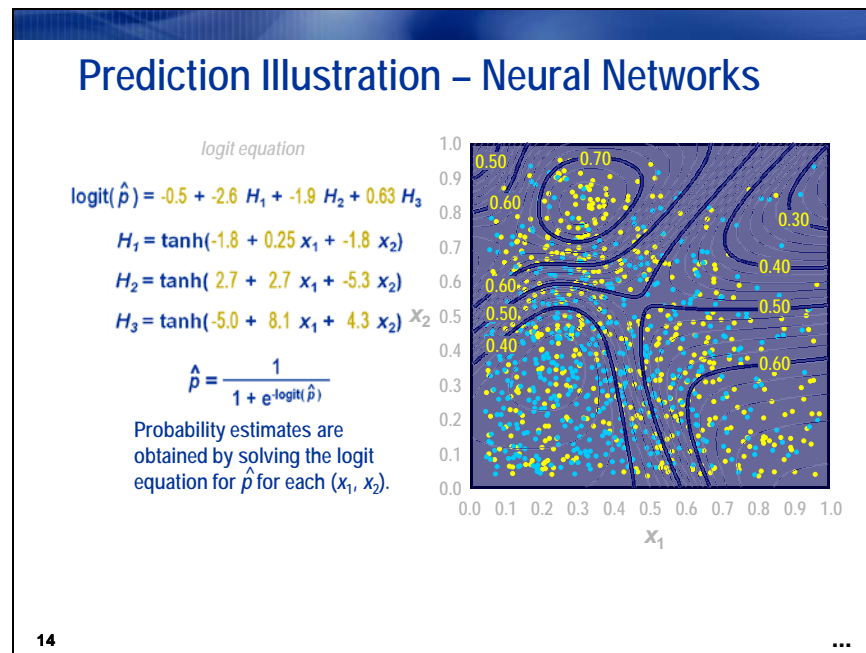 Prediction Illustration – Neural Networks
logit equation
logit( p̂ ) = -0.5 + -2.6 H₁ + -1.9 H₂ + 0.63 H₃
H₁ = tanh(-1.8 + 0.25 x₁ + -1.8 x₂)
H₂ = tanh( 2.7 + 2.7 x₁ + -5.3 x₂)
H₃ = tanh(-5.0 + 8.1 x₁ + 4.3 x₂)
p̂ = 1 / 1 + e^-logit( p̂ )
Probability estimates are
obtained by solving the logit
equation for p̂ for each (x₁, x₂).
x₂
1.0
0.9
0.8
0.7
0.6
0.5
0.4
0.3
0.2
0.1
0.0
0.50
0.70
0.60
0.30
0.40
0.60
0.50
0.50
0.40
0.60
0.0 0.1 0.2 0.3 0.4 0.5 0.6 0.7 0.8 0.9 1.0
x₁
14
...